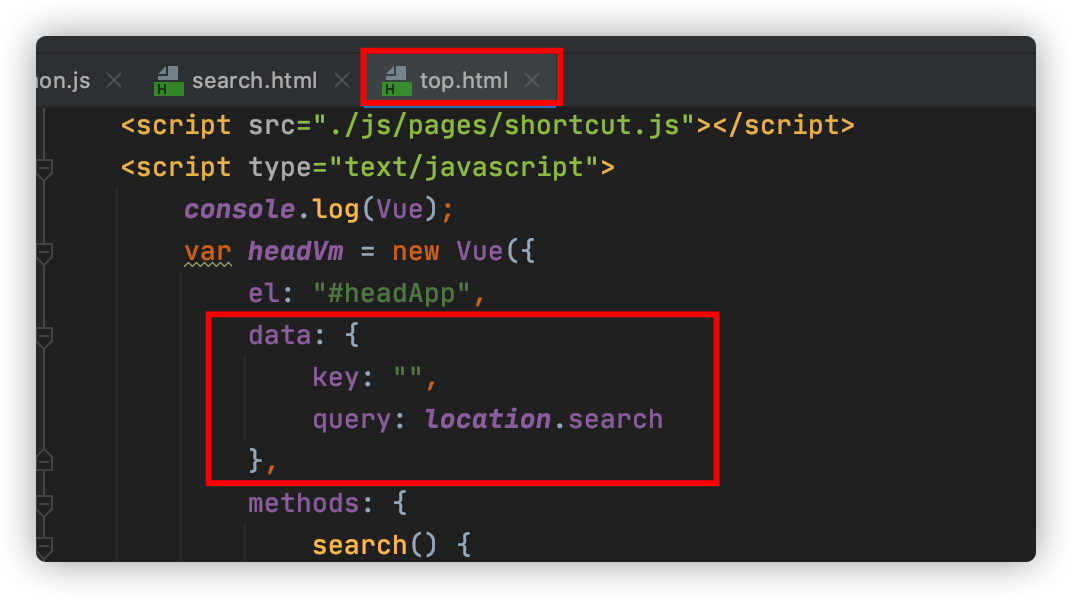 on.js search.html top.html
<script src="./js/pages/shortcut.js"></script>
<script type="text/javascript">
console.log(Vue);
var headVm = new Vue({
el: "#headApp",
data: {
key: "",
query: location.search
},
methods: {
search() {